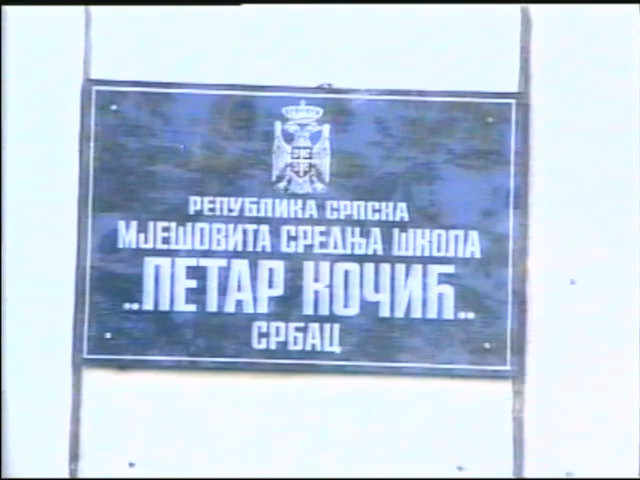 РЕПУБЛИКА СРПСКА
МЈЕШОВИТА СРЕДЊА ШКОЛА
„ПЕТАР КОЧИЋ„
СРБАЦ